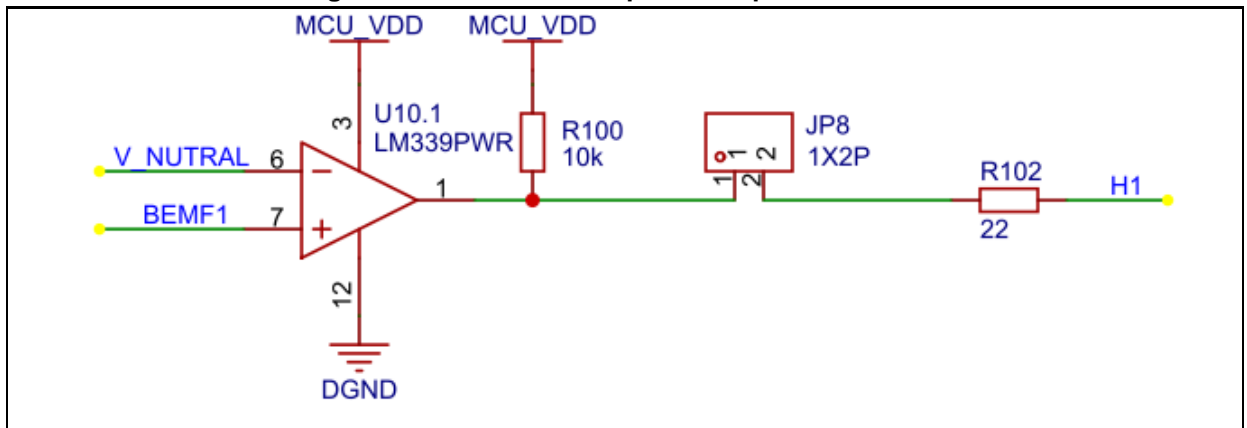 MCU_VDD MCU_VDD
3
U10.1
LM339PWR
R100
10k
JP8
1X2P
1 2
1 2
V_NUTRAL 6
−
1
R102
22
H1
BEMF1 7
+
12
DGND